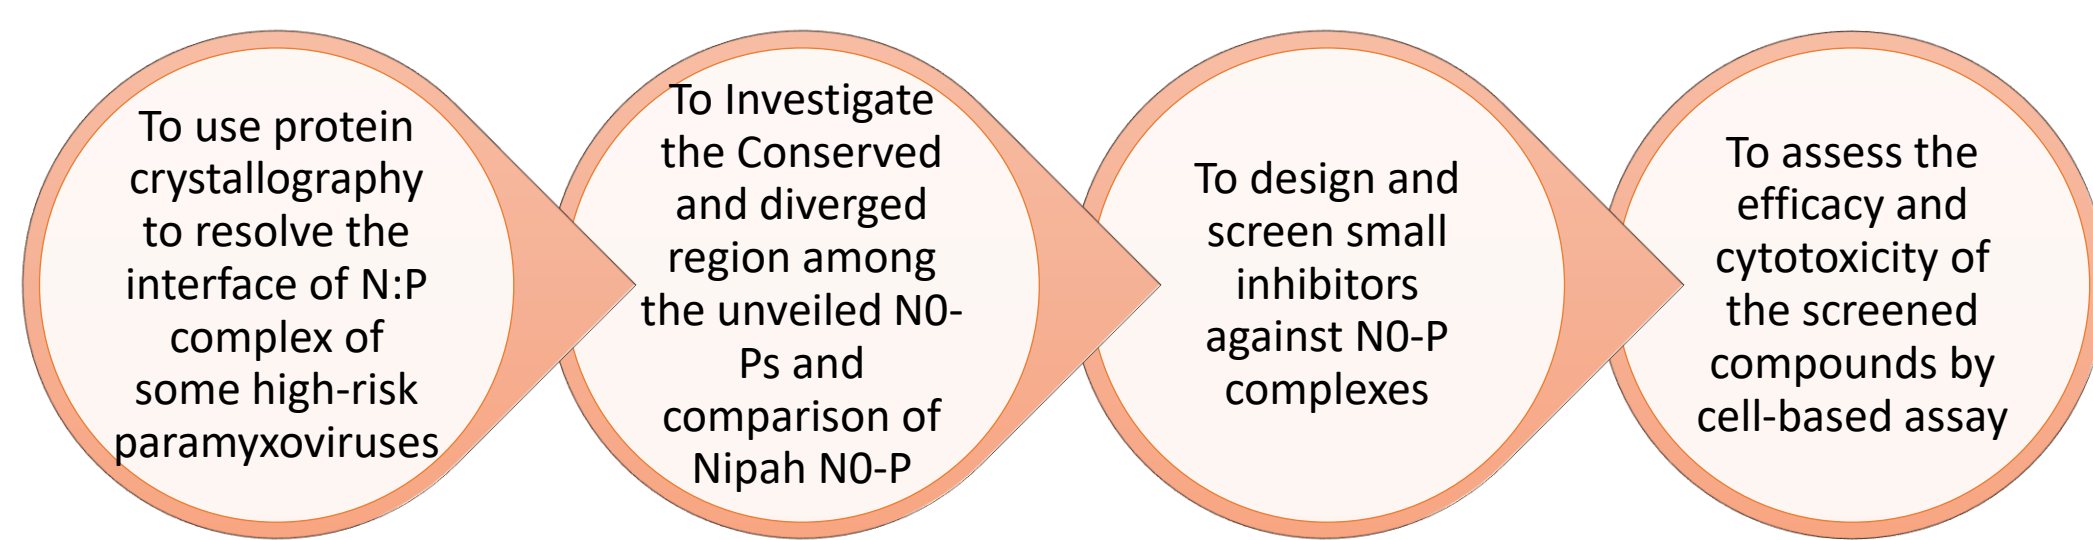 To use protein
crystallography
to resolve the
interface of N:P
complex of
some high-risk
paramyxoviruses
To Investigate
the Conserved
and diverged
region among
the unveiled N0-
Ps and
comparison of
Nipah N0-P
To design and
screen small
inhibitors
against N0-P
complexes
To assess the
efficacy and
cytotoxicity of
the screened
compounds by
cell-based assay